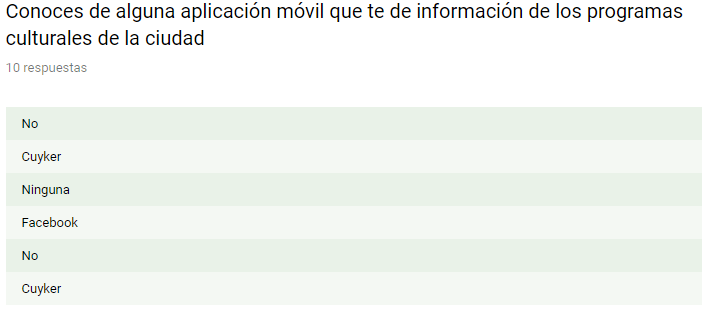 Conoces de alguna aplicación móvil que te de información de los programas
culturales de la ciudad
10 respuestas
No
Cuyker
Ninguna
Facebook
No
Cuyker